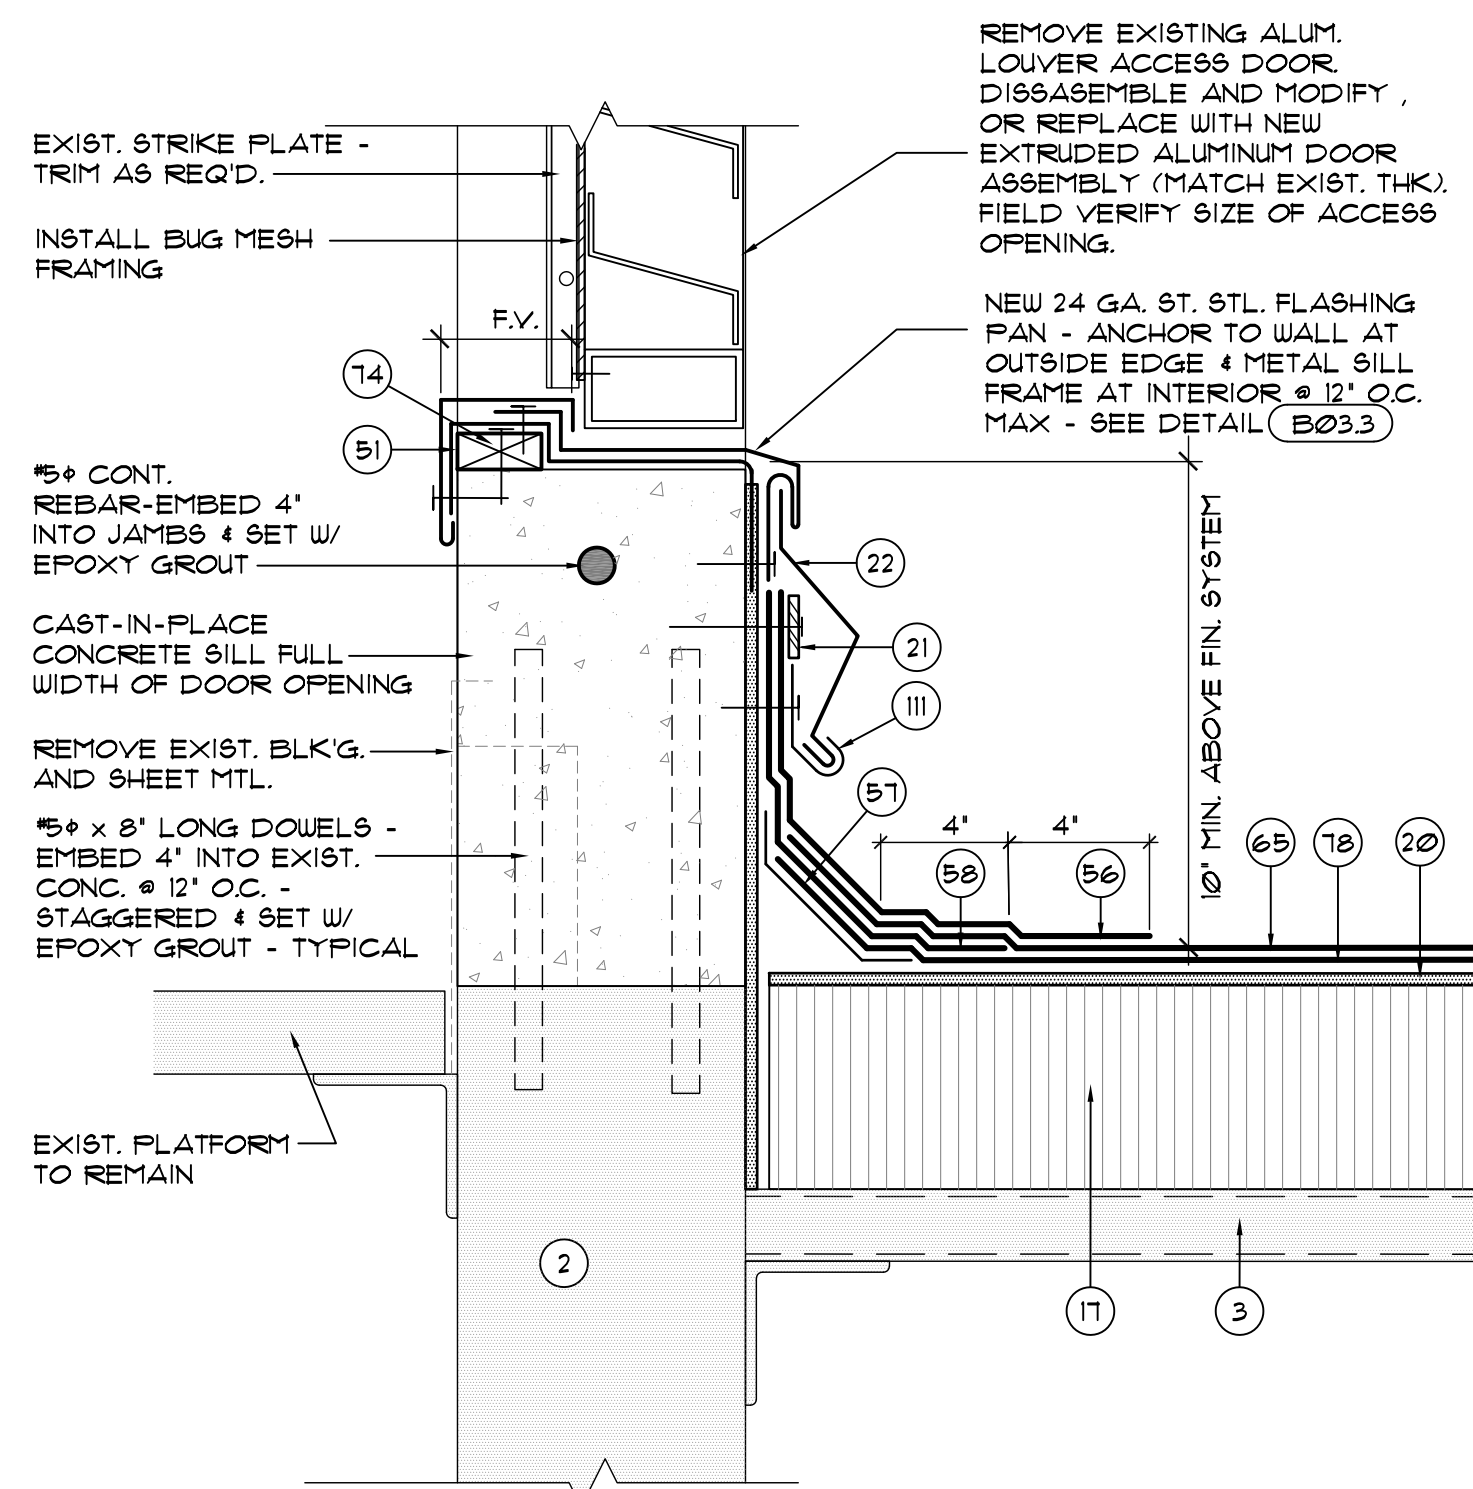 REMOVE EXISTING ALUM.
LOUVER ACCESS DOOR.
DISSASEMBLE AND MODIFY ,
OR REPLACE WITH NEW
EXTRUDED ALUMINUM DOOR
ASSEMBLY (MATCH EXIST. THK).
FIELD VERIFY SIZE OF ACCESS
OPENING.
EXIST. STRIKE PLATE -
TRIM AS REQ'D.
INSTALL BUG MESH
FRAMING
F.V.
NEW 24 GA. ST. STL. FLASHING
PAN - ANCHOR TO WALL AT
OUTSIDE EDGE & METAL SILL
FRAME AT INTERIOR @ 12" O.C.
MAX - SEE DETAIL B03.3
74
51
#5φ CONT.
REBAR-EMBED 4"
INTO JAMBS & SET W/
EPOXY GROUT
22
CAST-IN-PLACE
CONCRETE SILL FULL
WIDTH OF DOOR OPENING
21
111
10" MIN. ABOVE FIN. SYSTEM
REMOVE EXIST. BLK'G.
AND SHEET MTL.
57
#5φ x 8" LONG DOWELS -
EMBED 4" INTO EXIST.
CONC. @ 12" O.C. -
STAGGERED & SET W/
EPOXY GROUT - TYPICAL
4" 4"
58 56
65 78 20
EXIST. PLATFORM
TO REMAIN
2
17
3